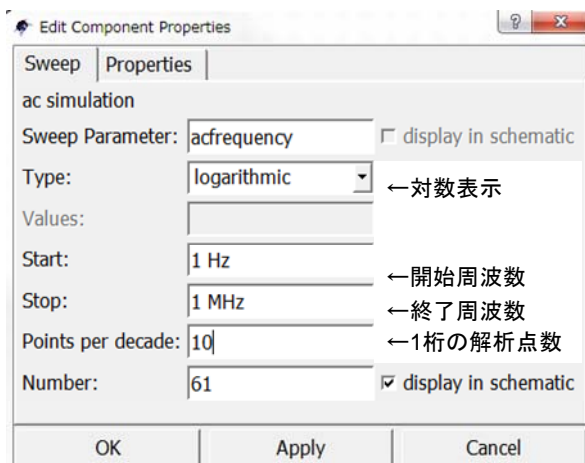 Edit Component Properties
Sweep Properties
ac simulation
Sweep Parameter: acfrequency display in schematic
Type: logarithmic ←対数表示
Values:
Start: 1 Hz
←開始周波数
Stop: 1 MHz ←終了周波数
Points per decade: 10 ←1桁の解析点数
Number: 61 display in schematic
OK Apply Cancel